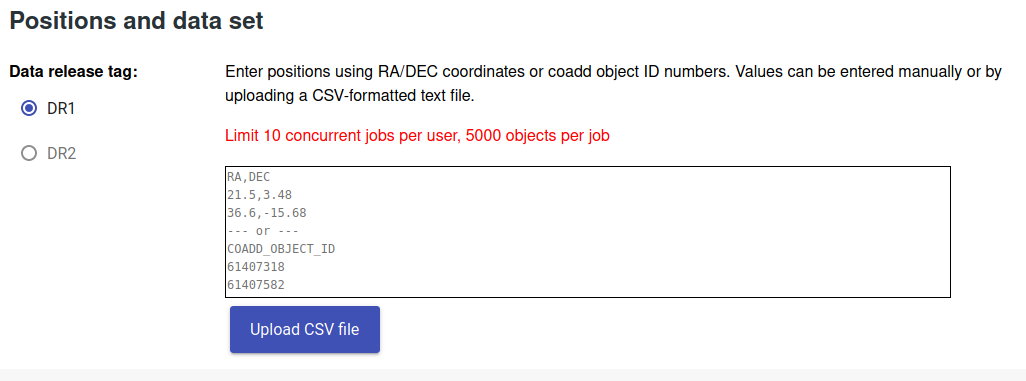 Positions and data set
Data release tag:
DR1
DR2
Enter positions using RA/DEC coordinates or coadd object ID numbers. Values can be entered manually or by
uploading a CSV-formatted text file.
Limit 10 concurrent jobs per user, 5000 objects per job
RA,DEC
21.5,3.48
36.6,-15.68
--- or ---
COADD_OBJECT_ID
61407318
61407582
Upload CSV file